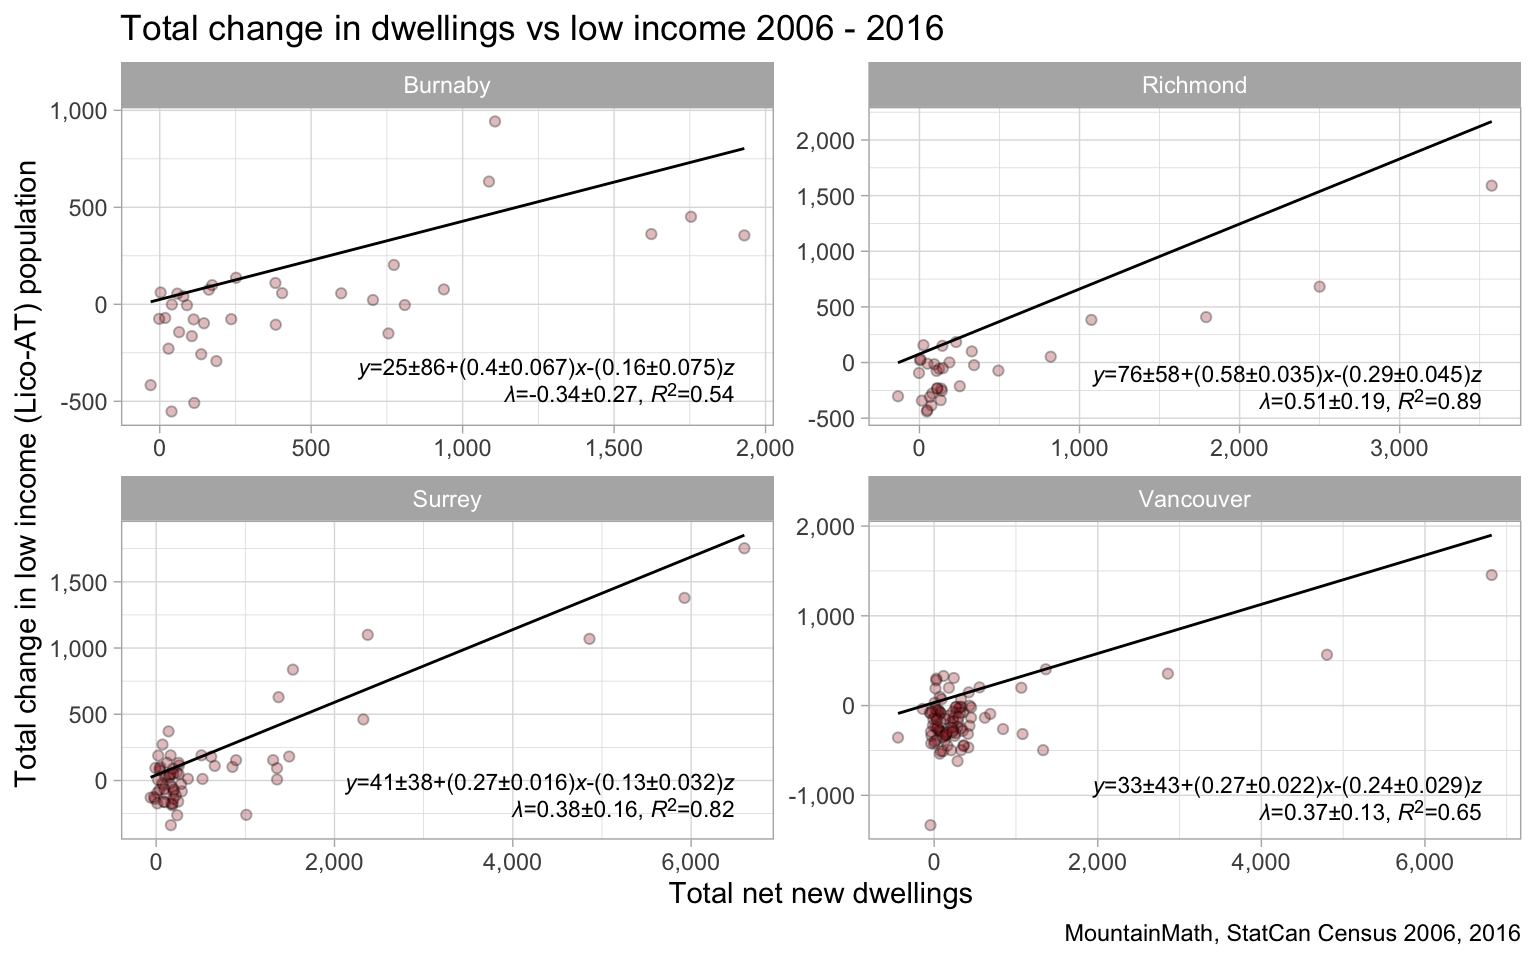 Total change in dwellings vs low income 2006 - 2016
Total change in low income (Lico-AT) population
Burnaby
1,000
500
0
-500
y=25±86+(0.4±0.067)x-(0.16±0.075)z
λ=-0.34±0.27, R²=0.54
0 500 1,000 1,500 2,000
Richmond
2,000
1,500
1,000
500
0
-500
y=76±58+(0.58±0.035)x-(0.29±0.045)z
λ=0.51±0.19, R²=0.89
0 1,000 2,000 3,000
Surrey
1,500
1,000
500
0
y=41±38+(0.27±0.016)x-(0.13±0.032)z
λ=0.38±0.16, R²=0.82
0 2,000 4,000 6,000
Vancouver
2,000
1,000
0
-1,000
y=33±43+(0.27±0.022)x-(0.24±0.029)z
λ=0.37±0.13, R²=0.65
0 2,000 4,000 6,000
Total net new dwellings
MountainMath, StatCan Census 2006, 2016